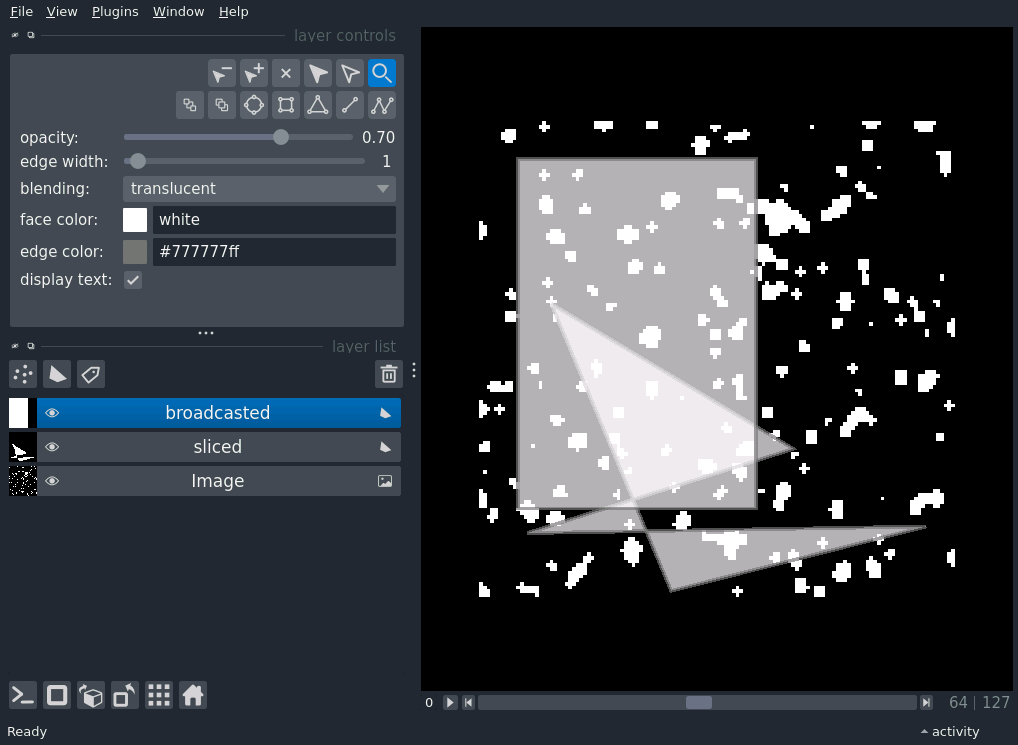 File View Plugins Window Help
layer controls
opacity: 0.70
edge width: 1
blending: translucent
face color: white
edge color: #777777ff
display text:
layer list
broadcasted
sliced
Image
0 64 | 127
Ready activity